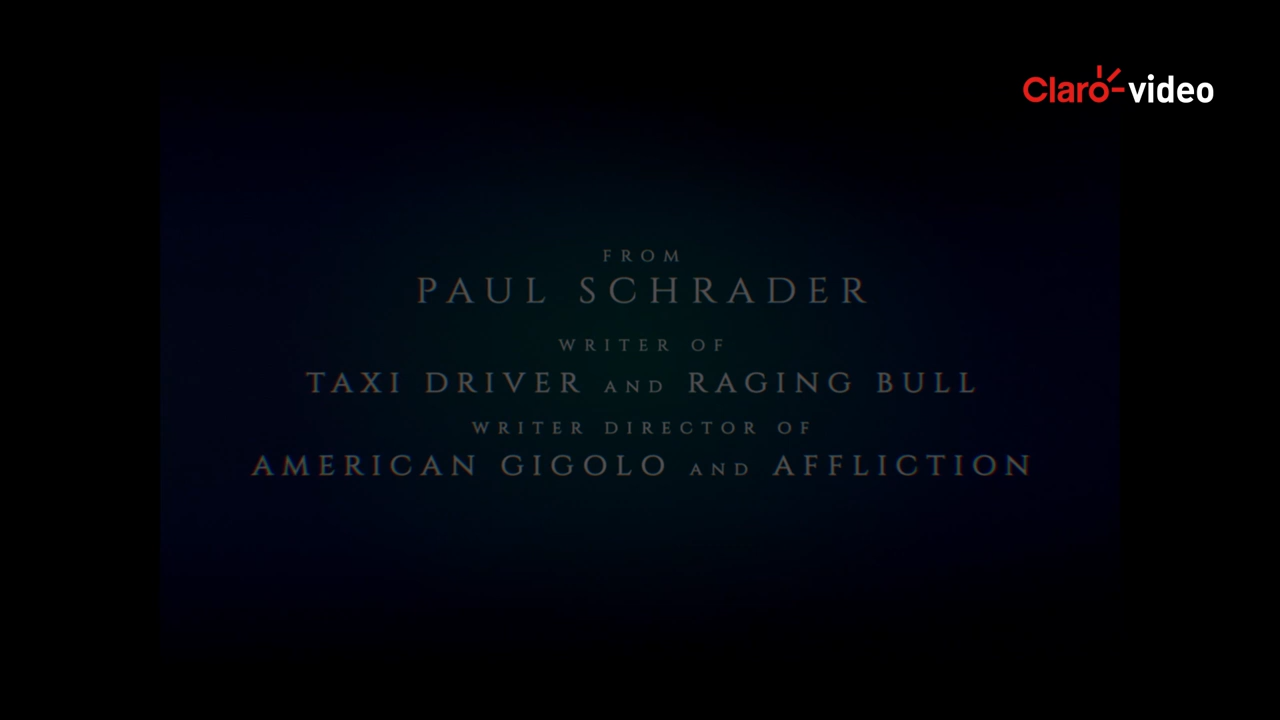 Claro video
FROM
PAUL SCHRADER
WRITER OF
TAXI DRIVER AND RAGING BULL
WRITER DIRECTOR OF
AMERICAN GIGOLO AND AFFLICTION